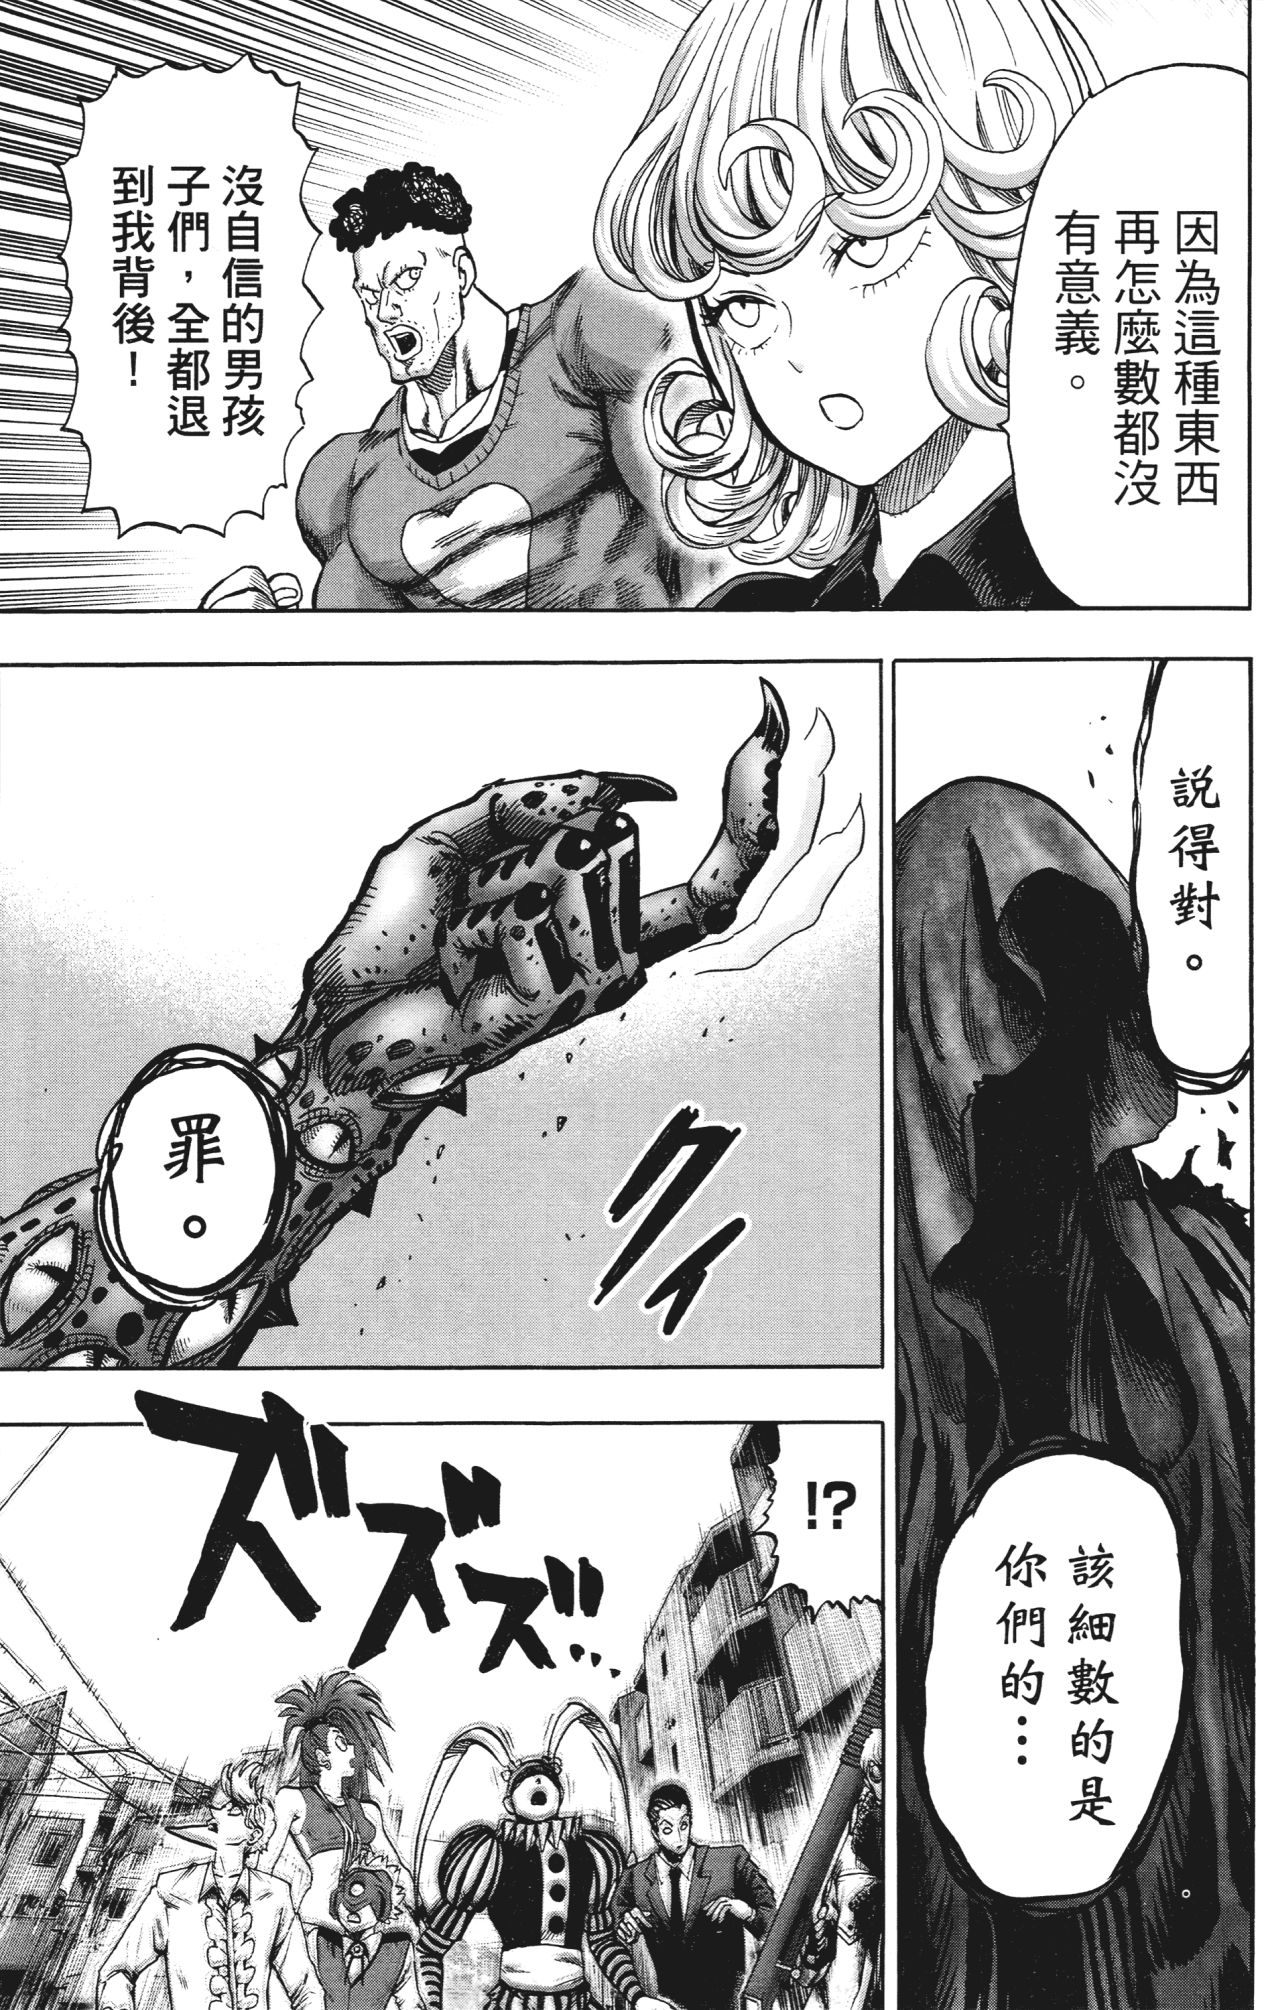 因為這種東西
再怎麼數都沒
有意義。
沒自信的男孩
子們，全都退
到我背後！
説得對。
該細數的是
你們的…
罪。
クイ
!?
ズズズ…